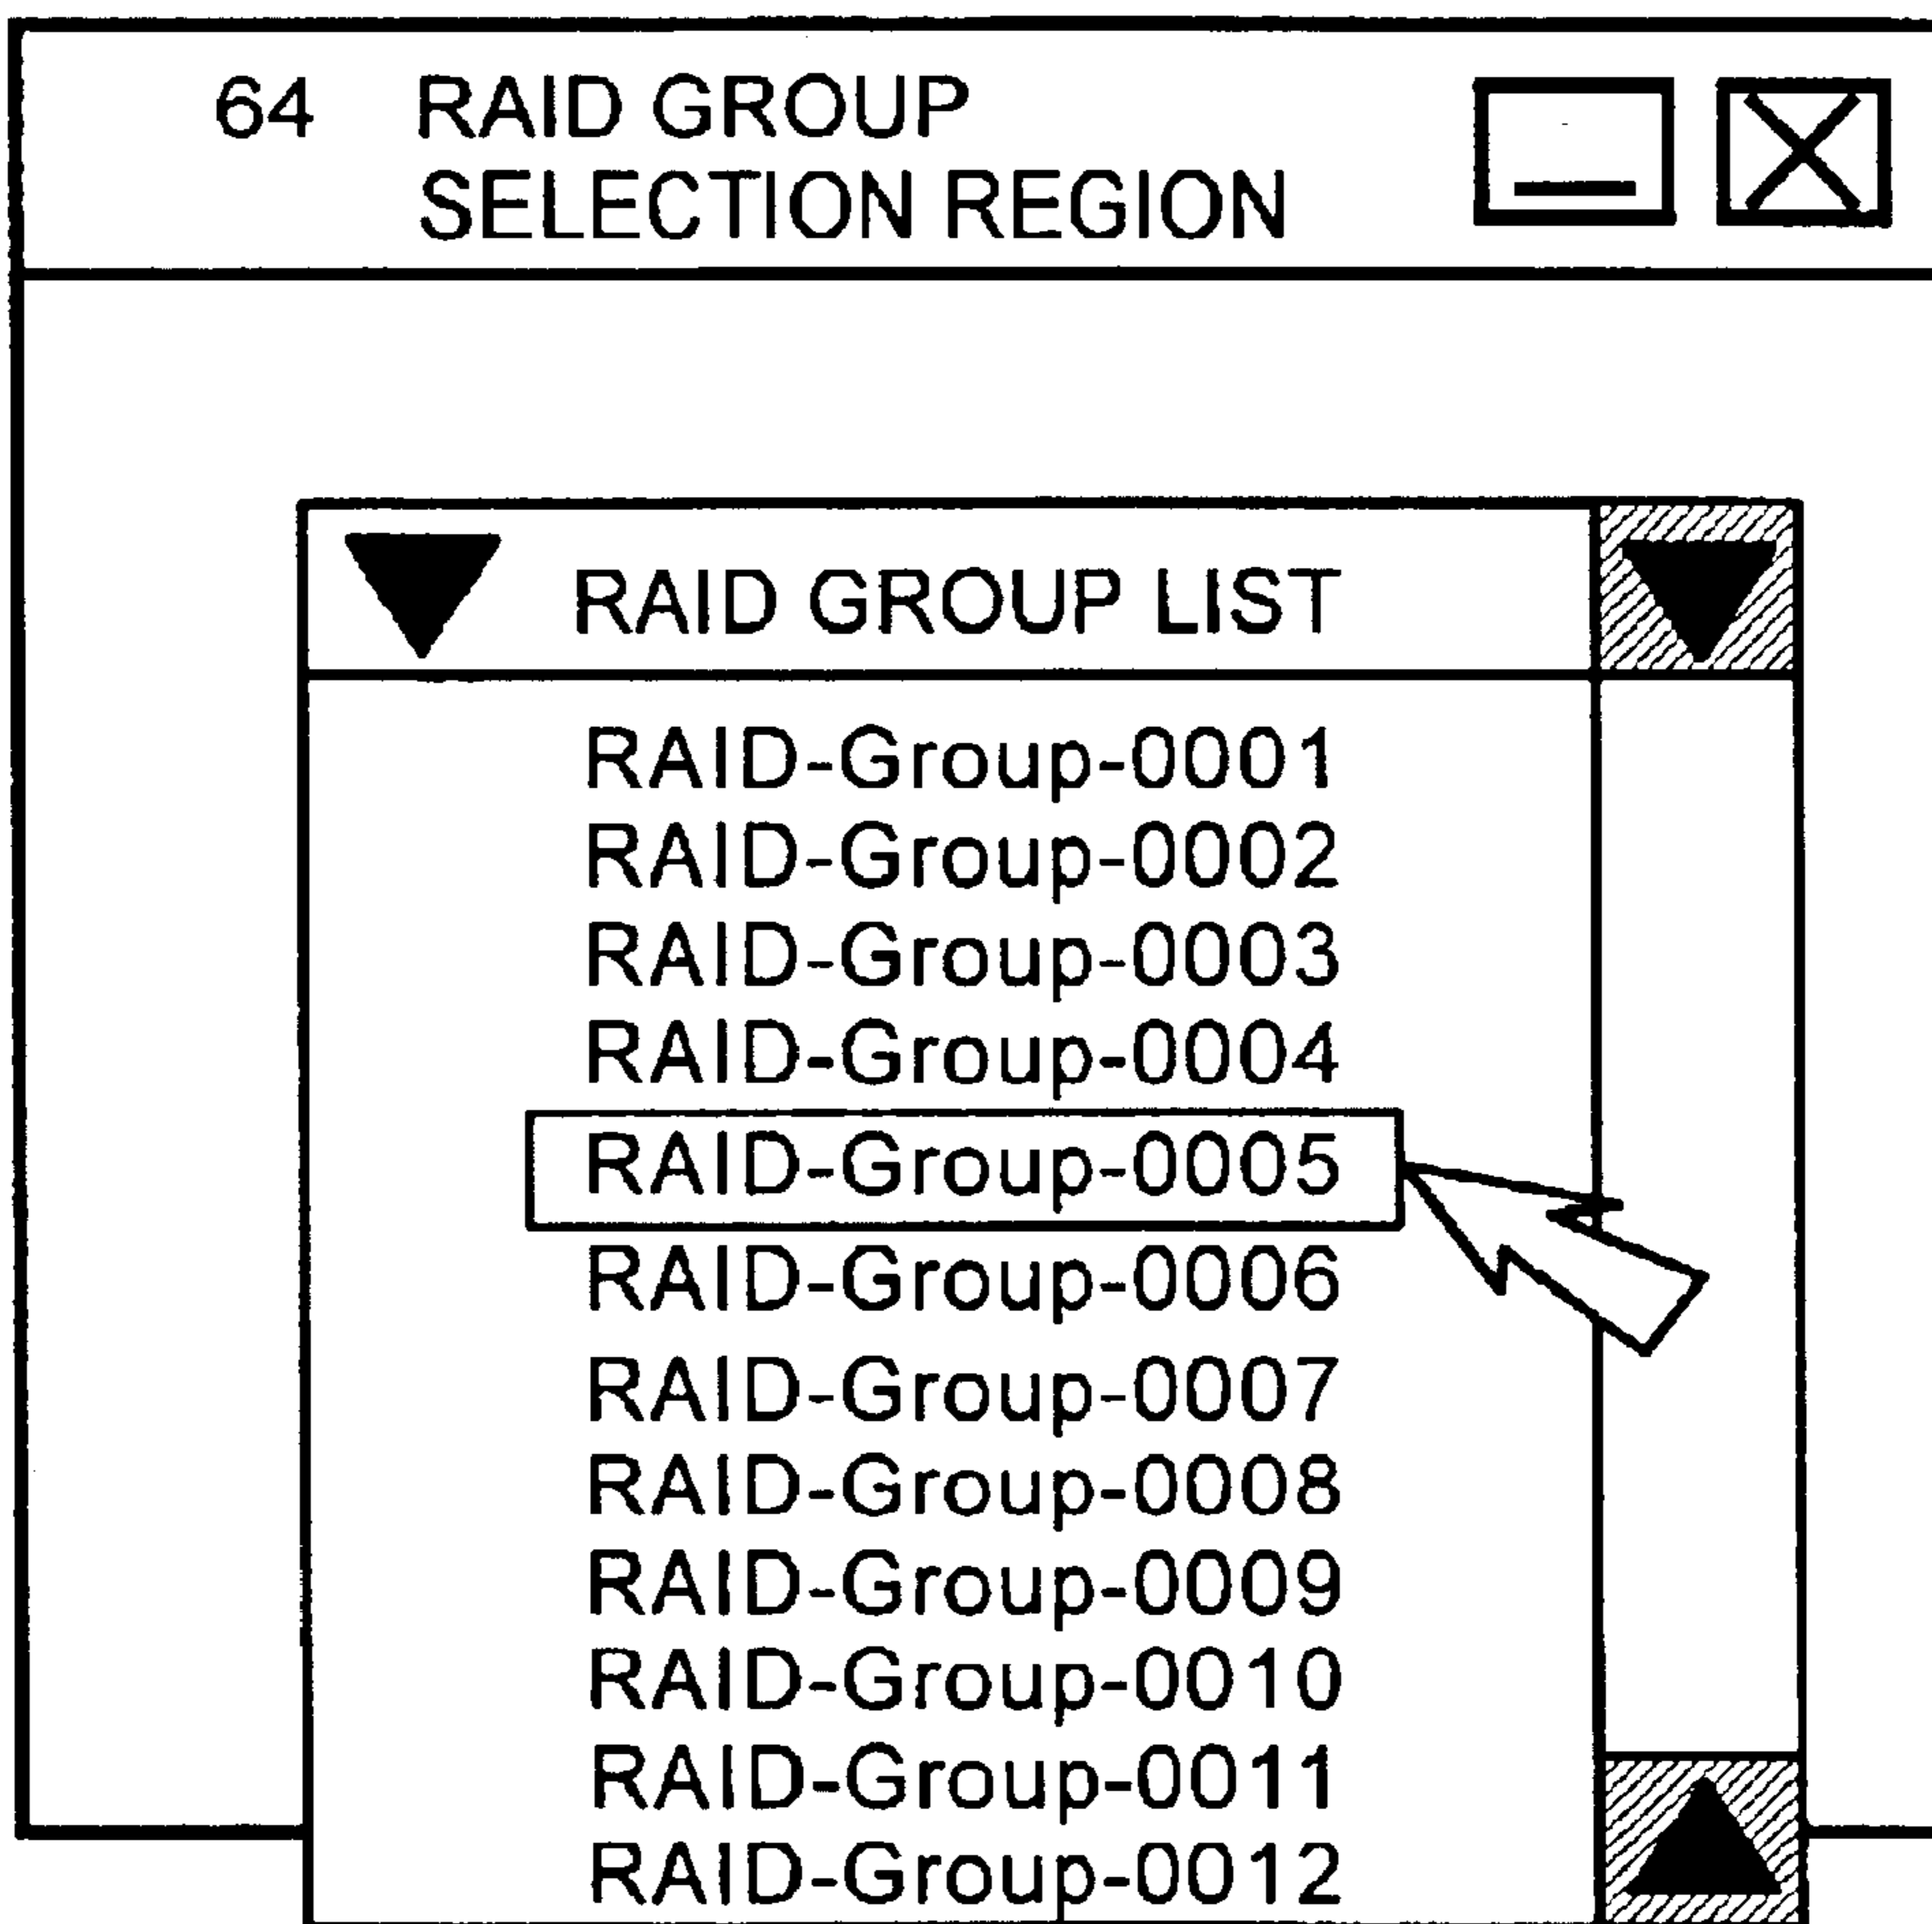 64 RAID GROUP
SELECTION REGION
RAID GROUP LIST
RAID-Group-0001
RAID-Group-0002
RAID-Group-0003
RAID-Group-0004
RAID-Group-0005
RAID-Group-0006
RAID-Group-0007
RAID-Group-0008
RAID-Group-0009
RAID-Group-0010
RAID-Group-0011
RAID-Group-0012